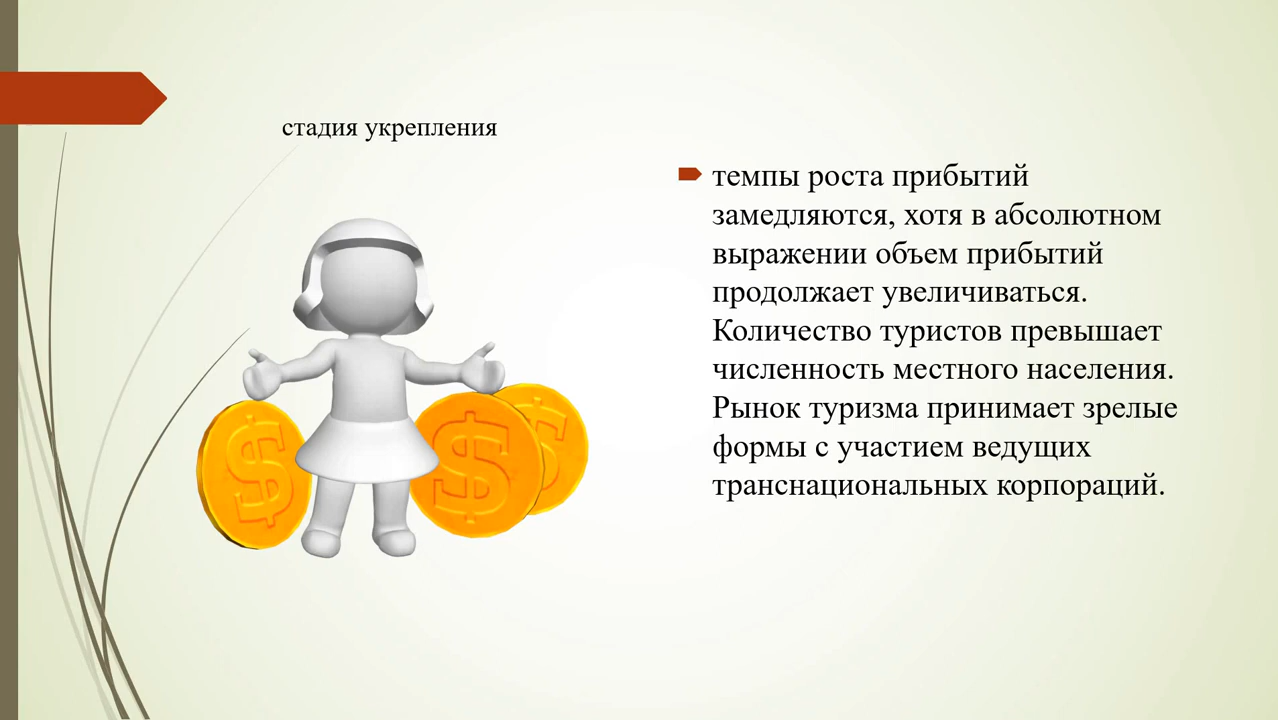 стадия укрепления
темпы роста прибытий
замедляются, хотя в абсолютном
выражении объем прибытий
продолжает увеличиваться.
Количество туристов превышает
численность местного населения.
Рынок туризма принимает зрелые
формы с участием ведущих
транснациональных корпораций.